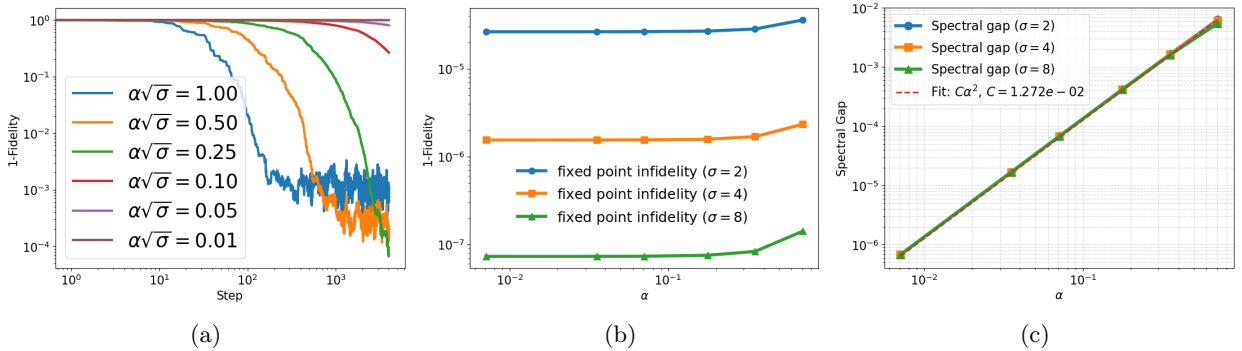 10⁰
10⁻¹
10⁻²
10⁻³
10⁻⁴
1-Fidelity
α√σ = 1.00
α√σ = 0.50
α√σ = 0.25
α√σ = 0.10
α√σ = 0.05
α√σ = 0.01
10⁰
10¹
10²
10³
Step
(a)
10⁻⁵
10⁻⁶
10⁻⁷
1-Fidelity
fixed point infidelity (σ = 2)
fixed point infidelity (σ = 4)
fixed point infidelity (σ = 8)
10⁻²
10⁻¹
α
(b)
10⁻²
10⁻³
10⁻⁴
10⁻⁵
10⁻⁶
Spectral Gap
Spectral gap (σ = 2)
Spectral gap (σ = 4)
Spectral gap (σ = 8)
Fit: Cα², C = 1.272e − 02
10⁻²
10⁻¹
α
(c)